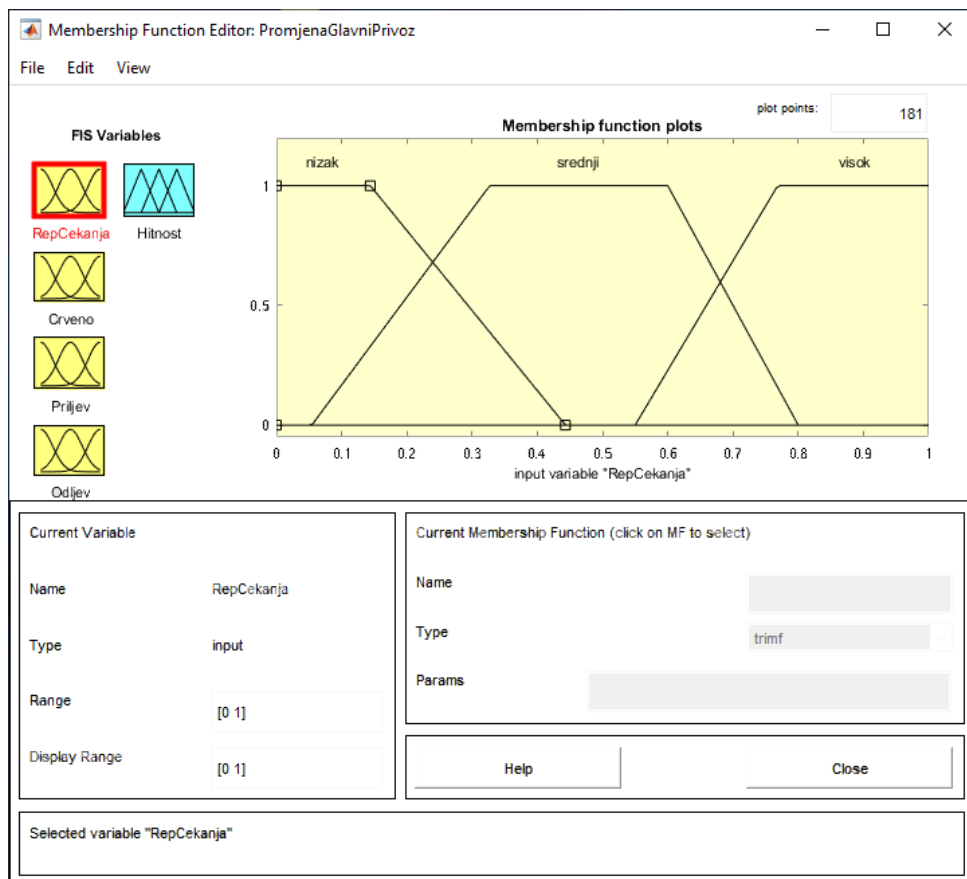 Membership Function Editor: PromjenaGlavniPrivoz
File Edit View
FIS Variables
RepCekanja
Hitnost
Crveno
Priljev
Odljev
plot points:
181
Membership function plots
nizak srednji visok
1
0.5
0
0 0.1 0.2 0.3 0.4 0.5 0.6 0.7 0.8 0.9 1
input variable "RepCekanja"
Current Variable
Name RepCekanja
Type input
Range [0 1]
Display Range [0 1]
Current Membership Function (click on MF to select)
Name
Type trimf
Params
Help Close
Selected variable "RepCekanja"